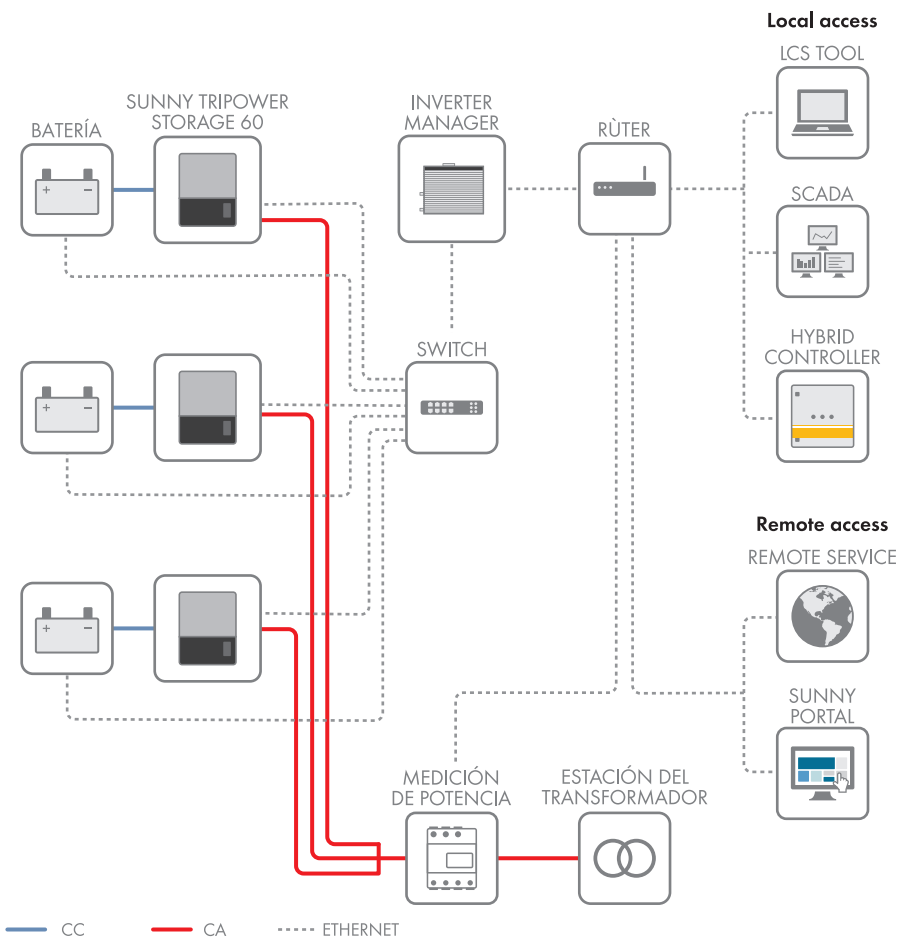 Local access
LCS TOOL
SUNNY TRIPOWER
STORAGE 60
INVERTER
MANAGER
BATERÍA
RÙTER
SCADA
SWITCH
HYBRID
CONTROLLER
Remote access
REMOTE SERVICE
SUNNY
PORTAL
MEDICIÓN
DE POTENCIA
ESTACIÓN DEL
TRANSFORMADOR
CC
CA
ETHERNET